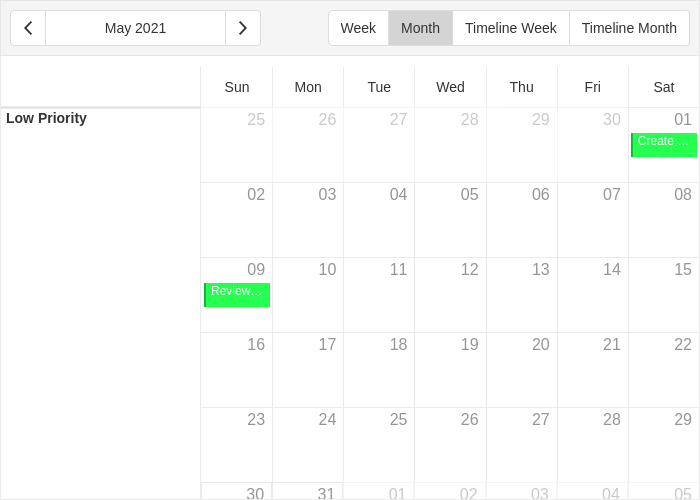 May 2021
Week Month Timeline Week Timeline Month
Sun Mon Tue Wed Thu Fri Sat
Low Priority
25 26 27 28 29 30 01
Create ...
02 03 04 05 06 07 08
09 10 11 12 13 14 15
Review...
16 17 18 19 20 21 22
23 24 25 26 27 28 29
30 31 01 02 03 04 05